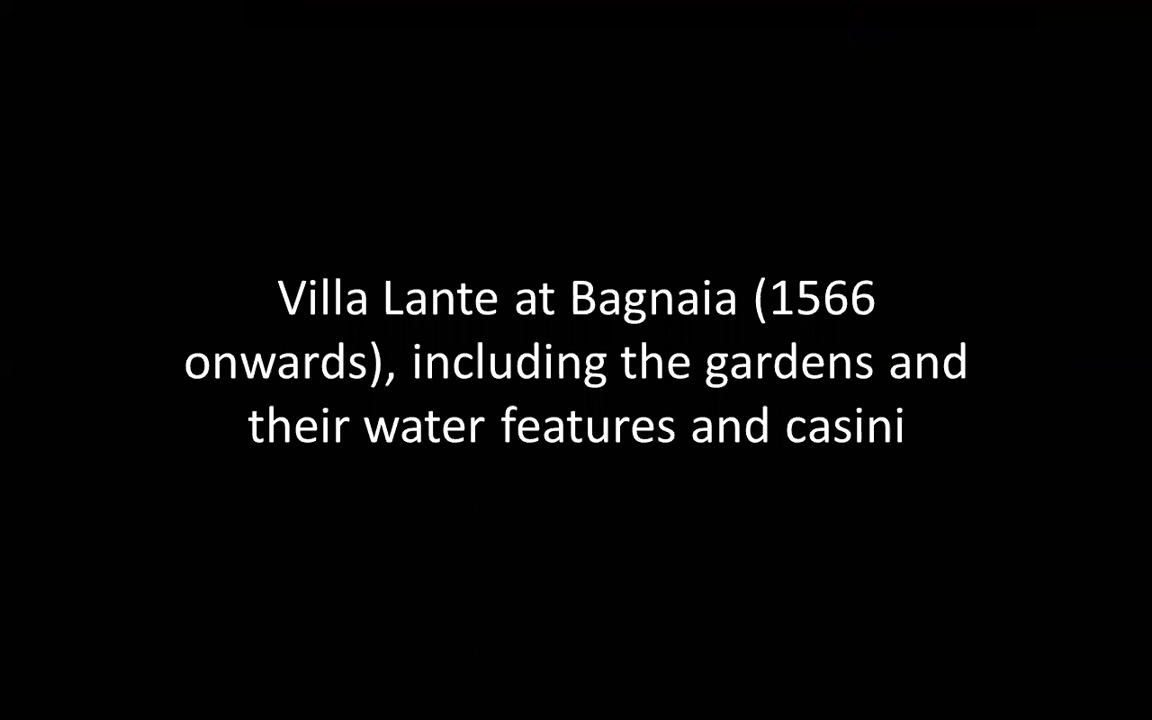 Villa Lante at Bagnaia (1566
onwards), including the gardens and
their water features and casini